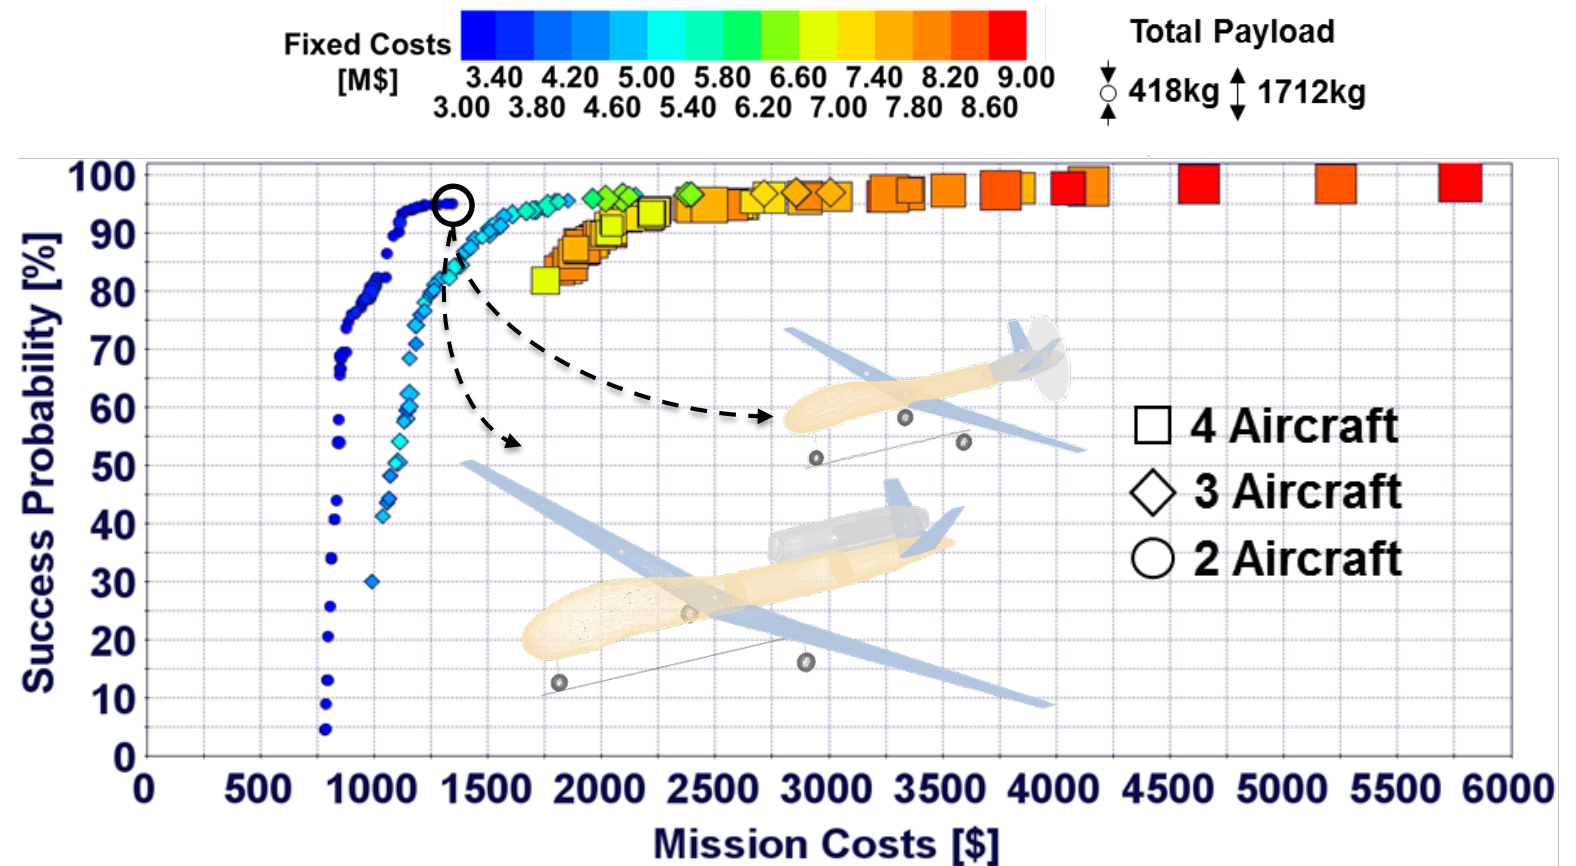 Fixed Costs
[M$]
3.40 4.20 5.00 5.80 6.60 7.40 8.20 9.00
3.00 3.80 4.60 5.40 6.20 7.00 7.80 8.60
Total Payload
418kg 1712kg
Success Probability [%]
100
90
80
70
60
50
40
30
20
10
0
4 Aircraft
3 Aircraft
2 Aircraft
0 500 1000 1500 2000 2500 3000 3500 4000 4500 5000 5500 6000
Mission Costs [$]